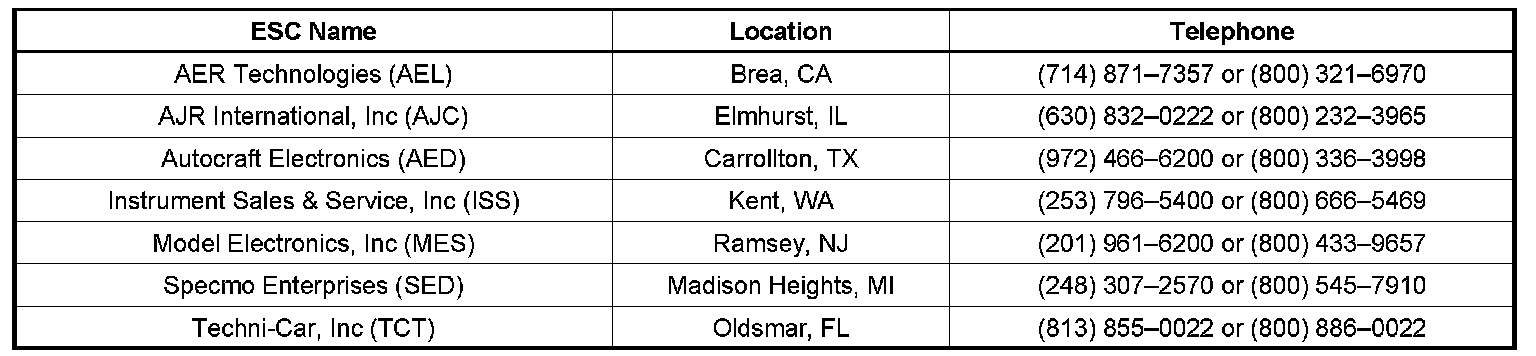 ESC Name Location Telephone
AER Technologies (AEL) Brea, CA (714) 871–7357 or (800) 321–6970
AJR International, Inc (AJC) Elmhurst, IL (630) 832–0222 or (800) 232–3965
Autocraft Electronics (AED) Carrollton, TX (972) 466–6200 or (800) 336–3998
Instrument Sales & Service, Inc (ISS) Kent, WA (253) 796–5400 or (800) 666–5469
Model Electronics, Inc (MES) Ramsey, NJ (201) 961–6200 or (800) 433–9657
Specmo Enterprises (SED) Madison Heights, MI (248) 307–2570 or (800) 545–7910
Techni-Car, Inc (TCT) Oldsmar, FL (813) 855–0022 or (800) 886–0022